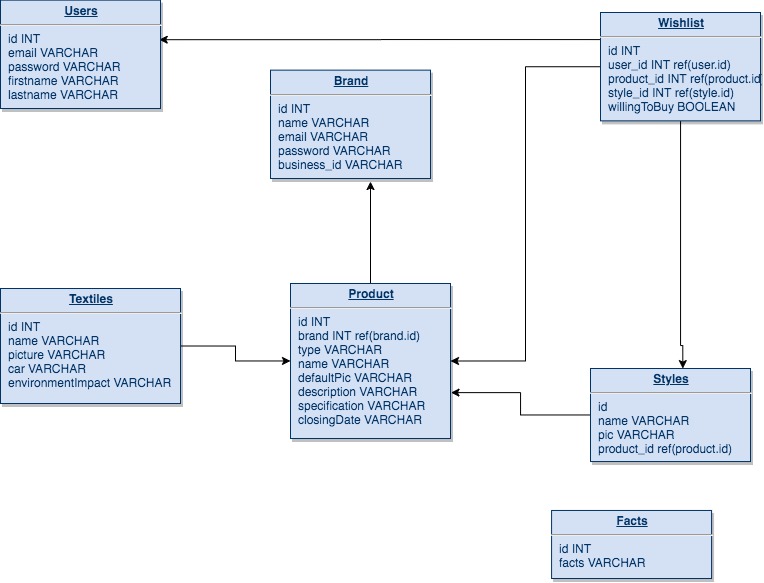 Users
id INT
email VARCHAR
password VARCHAR
firstname VARCHAR
lastname VARCHAR
Wishlist
id INT
user_id INT ref(user.id)
product_id INT ref(product.id
style_id INT ref(style.id)
willingToBuy BOOLEAN
Brand
id INT
name VARCHAR
email VARCHAR
password VARCHAR
business_id VARCHAR
Textiles
id INT
name VARCHAR
picture VARCHAR
car VARCHAR
environmentImpact VARCHAR
Product
id INT
brand INT ref(brand.id)
type VARCHAR
name VARCHAR
defaultPic VARCHAR
description VARCHAR
specification VARCHAR
closingDate VARCHAR
Styles
id
name VARCHAR
pic VARCHAR
product_id ref(product.id)
Facts
id INT
facts VARCHAR